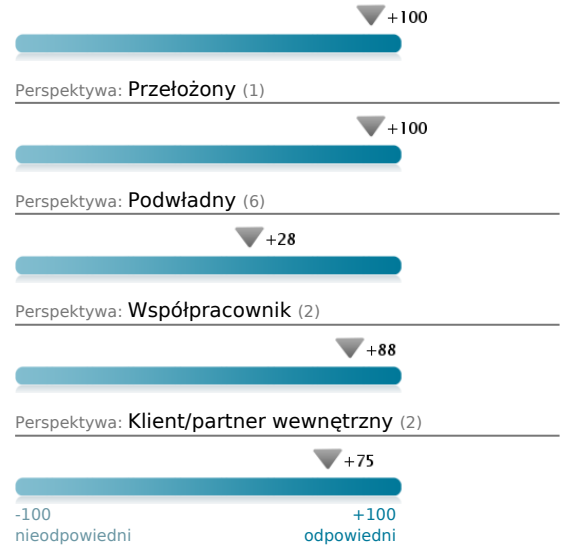 +100
Perspektywa: Przełożony (1)
+100
Perspektywa: Podwładny (6)
+28
Perspektywa: Współpracownik (2)
+88
Perspektywa: Klient/partner wewnętrzny (2)
+75
-100 +100
nieodpowiedni odpowiedni